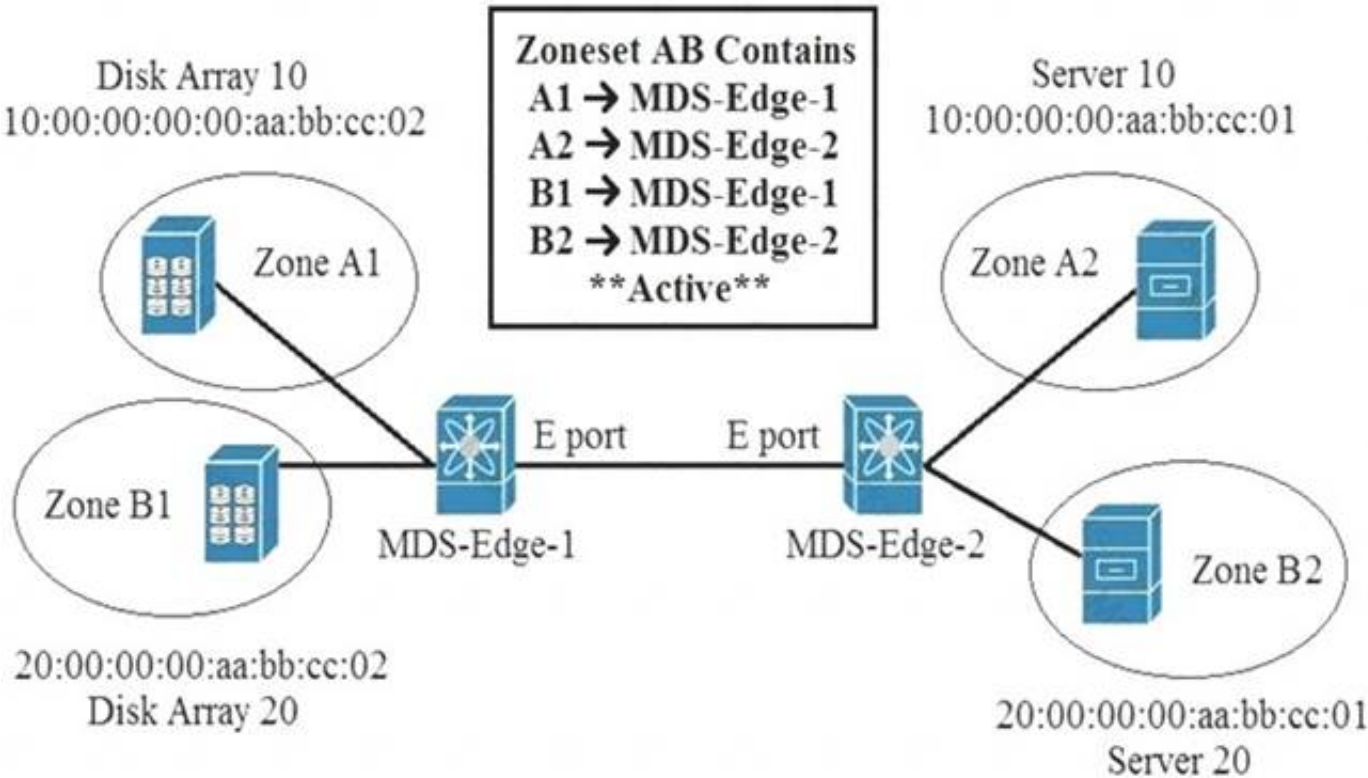 Zoneset AB Contains
A1 → MDS-Edge-1
A2 → MDS-Edge-2
B1 → MDS-Edge-1
B2 → MDS-Edge-2
**Active**
Disk Array 10
10:00:00:00:00:aa:bb:cc:02
Server 10
10:00:00:00:aa:bb:cc:01
Zone A1
Zone A2
E port
E port
Zone B1
MDS-Edge-1
MDS-Edge-2
Zone B2
20:00:00:00:aa:bb:cc:02
Disk Array 20
20:00:00:00:aa:bb:cc:01
Server 20